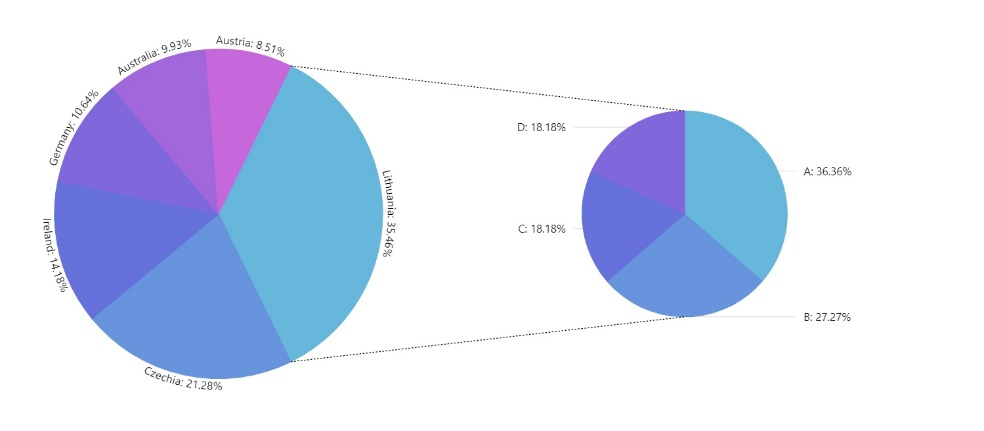 Austria: 8.51%
Australia: 9.93%
Germany: 10.64%
Ireland: 14.18%
Czechia: 21.28%
Lithuania: 35.46%
D: 18.18%
A: 36.36%
C: 18.18%
B: 27.27%